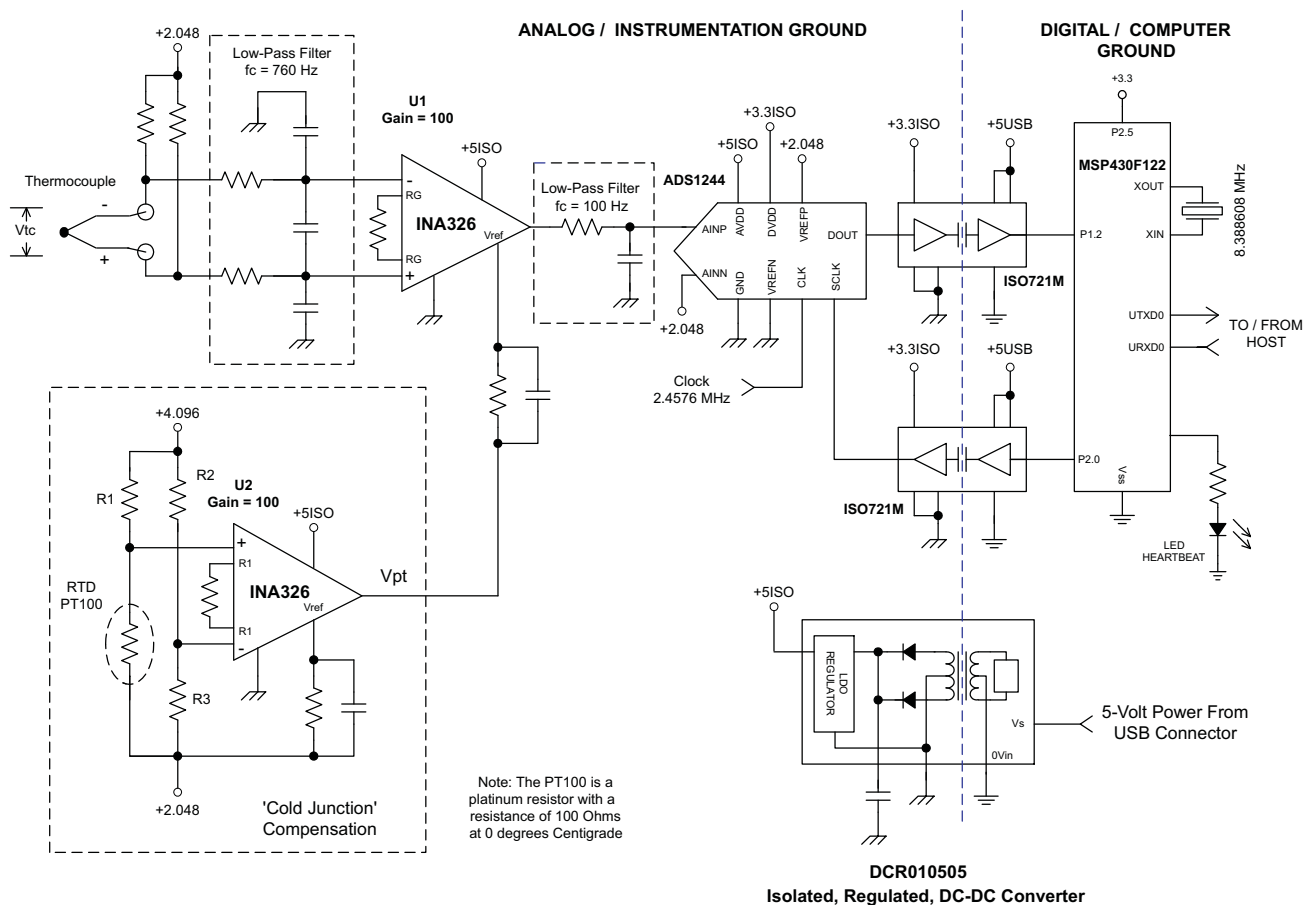 ANALOG / INSTRUMENTATION GROUND
DIGITAL / COMPUTER
GROUND
+2.048
Low-Pass Filter
fc = 760 Hz
U1
Gain = 100
+5ISO
Thermocouple
-
Vtc
+
-
RG
INA326
Vref
RG
+
Low-Pass Filter
fc = 100 Hz
ADS1244
+5ISO
+3.3ISO
+2.048
AINP
AVDD
DVDD
VREFP
DOUT
AINN
GND
VREFN
CLK
SCLK
+2.048
Clock
2.4576 MHz
+3.3ISO
+5USB
ISO721M
+3.3ISO
+5USB
ISO721M
+3.3
P2.5
MSP430F122
XOUT
XIN
8.388608 MHz
P1.2
UTXD0
URXD0
TO / FROM
HOST
P2.0
Vss
LED
HEARTBEAT
+4.096
R1
R2
U2
Gain = 100
+5ISO
+
R1
INA326
Vref
R1
-
Vpt
RTD
PT100
R3
+2.048
'Cold Junction'
Compensation
Note: The PT100 is a
platinum resistor with a
resistance of 100 Ohms
at 0 degrees Centigrade
+5ISO
LDO
REGULATOR
Vs
0Vin
5-Volt Power From
USB Connector
DCR010505
Isolated, Regulated, DC-DC Converter